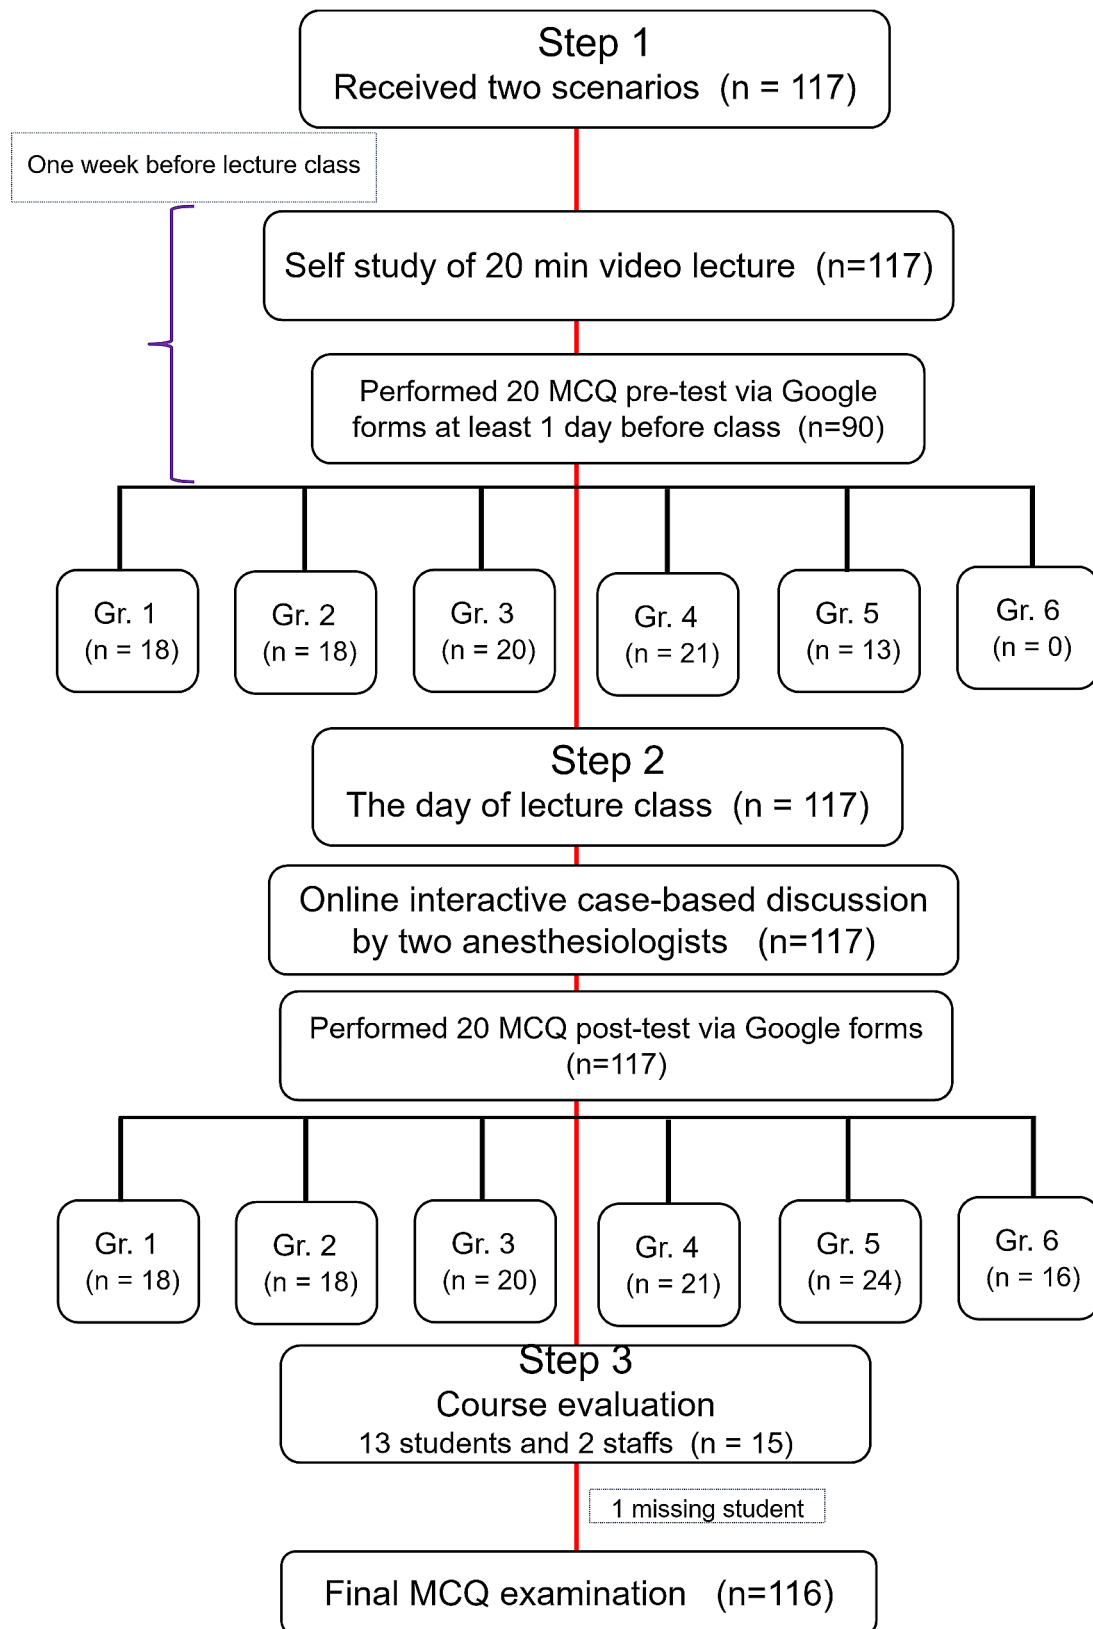 Step 1
Received two scenarios (n = 117)
One week before lecture class
Self study of 20 min video lecture (n=117)
Performed 20 MCQ pre-test via Google
forms at least 1 day before class (n=90)
Gr. 1
(n = 18)
Gr. 2
(n = 18)
Gr. 3
(n = 20)
Gr. 4
(n = 21)
Gr. 5
(n = 13)
Gr. 6
(n = 0)
Step 2
The day of lecture class (n = 117)
Online interactive case-based discussion
by two anesthesiologists (n=117)
Performed 20 MCQ post-test via Google forms
(n=117)
Gr. 1
(n = 18)
Gr. 2
(n = 18)
Gr. 3
(n = 20)
Gr. 4
(n = 21)
Gr. 5
(n = 24)
Gr. 6
(n = 16)
Step 3
Course evaluation
13 students and 2 staffs (n = 15)
1 missing student
Final MCQ examination (n=116)